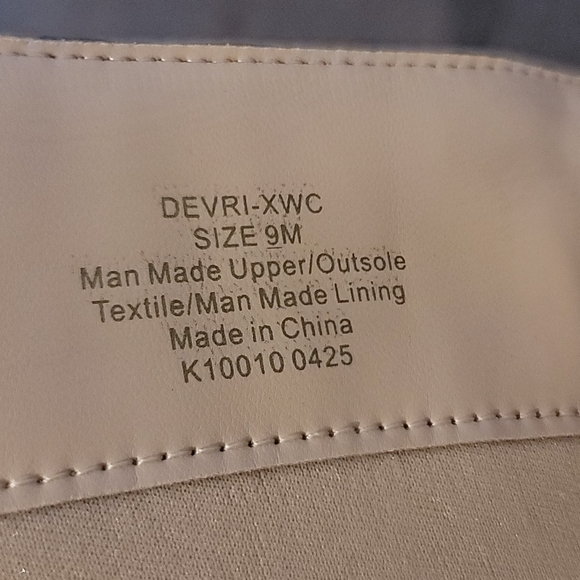 DEVRI-XWC
SIZE 9M
Man Made Upper/Outsole
Textile/Man Made Lining
Made in China
K10010 0425